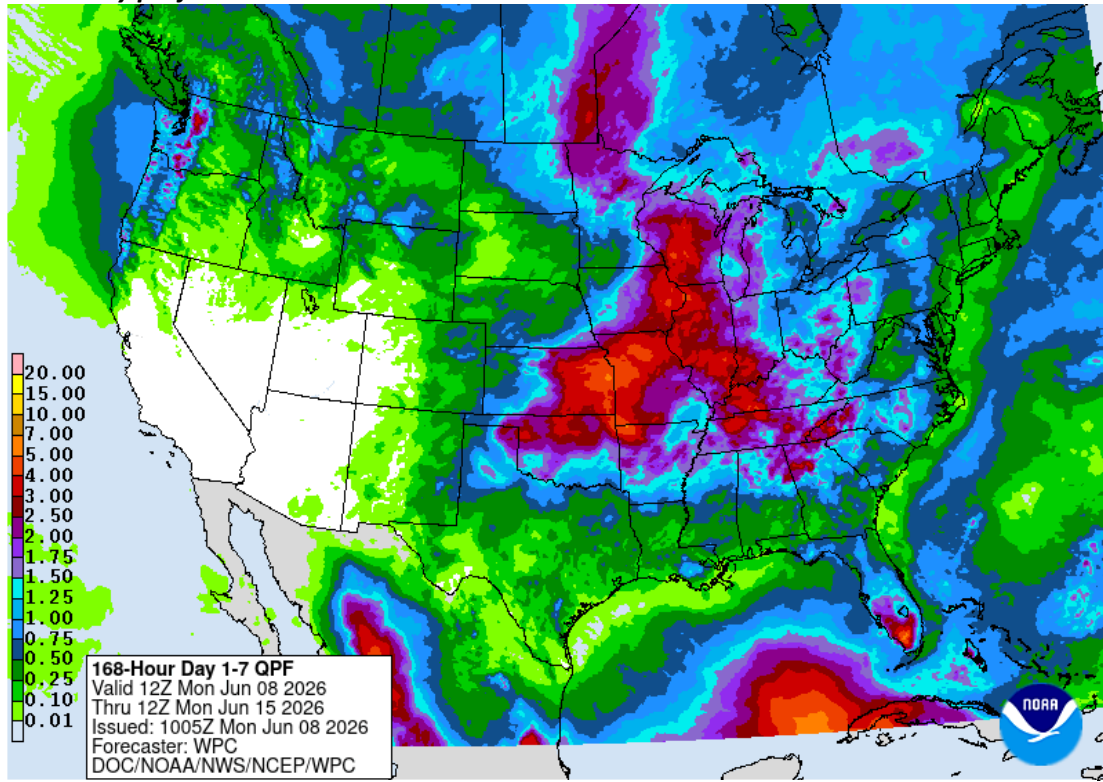 20.00
15.00
10.00
7.00
5.00
4.00
3.00
2.50
2.00
1.75
1.50
1.25
1.00
0.75
0.50
0.25
0.10
0.01
168-Hour Day 1-7 QPF
Valid 12Z Mon Jun 08 2026
Thru 12Z Mon Jun 15 2026
Issued: 1005Z Mon Jun 08 2026
Forecaster: WPC
DOC/NOAA/NWS/NCEP/WPC
NOAA